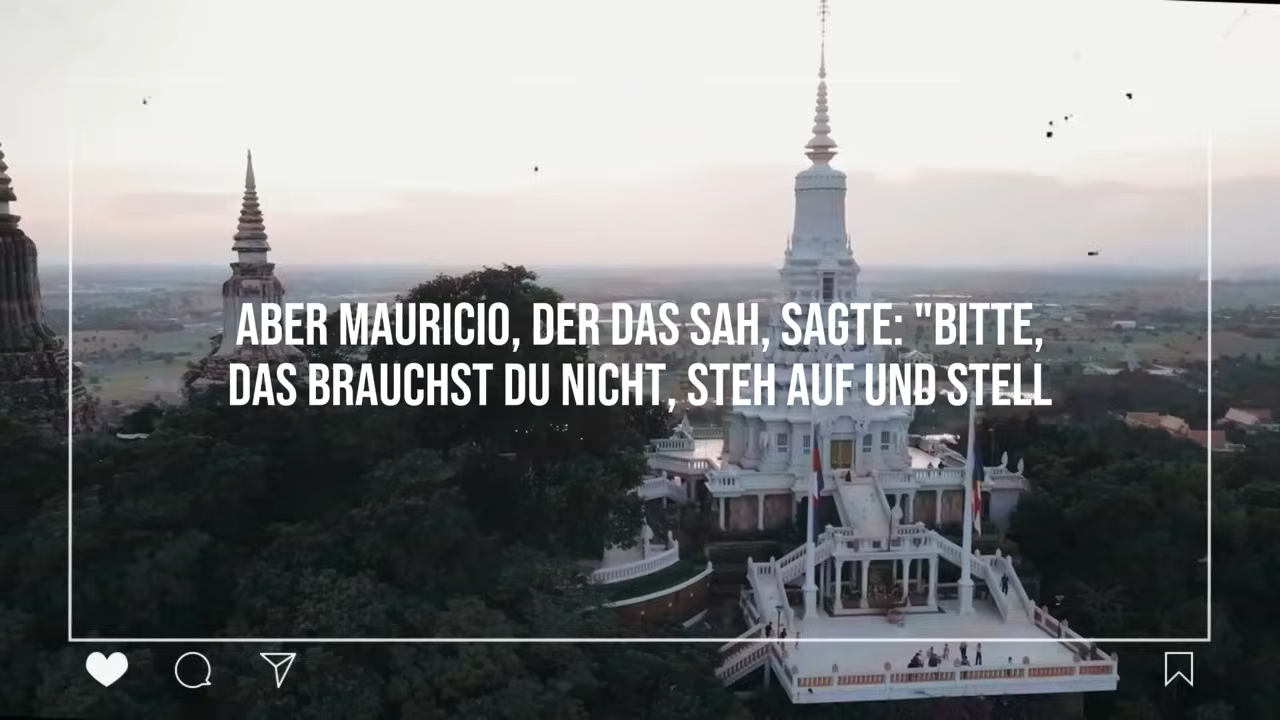 ABER MAURICIO, DER DAS SAH, SAGTE: "BITTE,
DAS BRAUCHST DU NICHT, STEH AUF UND STELL